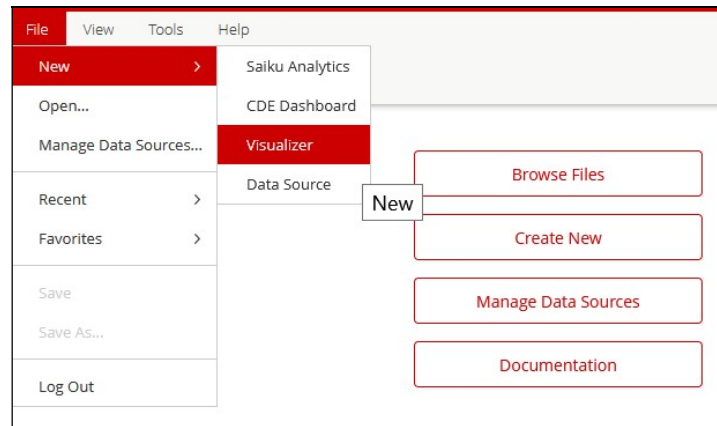 File View Tools Help
New >
Open...
Manage Data Sources...
Recent >
Favorites >
Save
Save As...
Log Out
Saiku Analytics
CDE Dashboard
Visualizer
Data Source
New
Browse Files
Create New
Manage Data Sources
Documentation